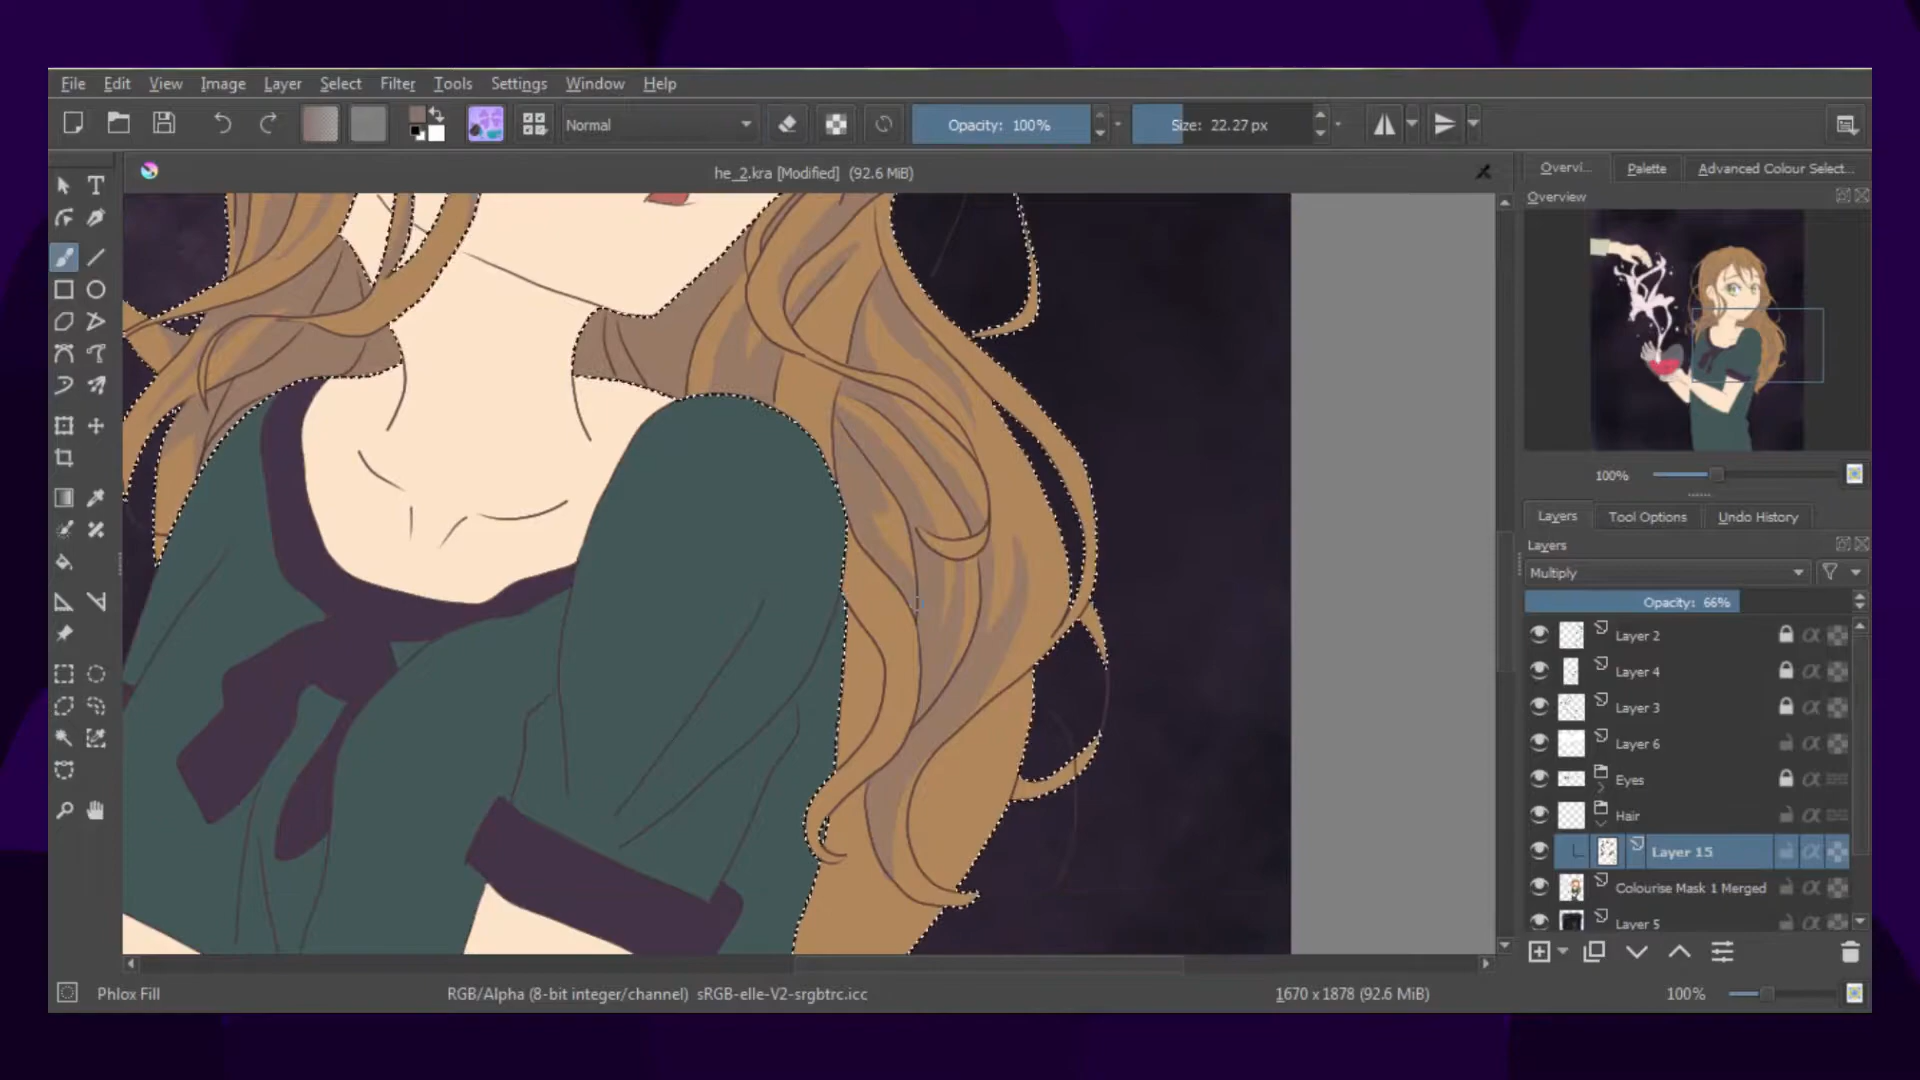 File Edit View Image Layer Select Filter Tools Settings Window Help
Normal Opacity: 100% Size: 22.27 px
he_2.kra [Modified] (92.6 MiB)
Overvi... Palette Advanced Colour Select...
Overview
100%
Layers Tool Options Undo History
Layers
Multiply
Opacity: 66%
Layer 2
Layer 4
Layer 3
Layer 6
Eyes
Hair
Layer 15
Colourise Mask 1 Merged
Layer 5
Phlox Fill RGB/Alpha (8-bit integer/channel) sRGB-elle-V2-srgbtrc.icc 1670 x 1878 (92.6 MiB) 100%